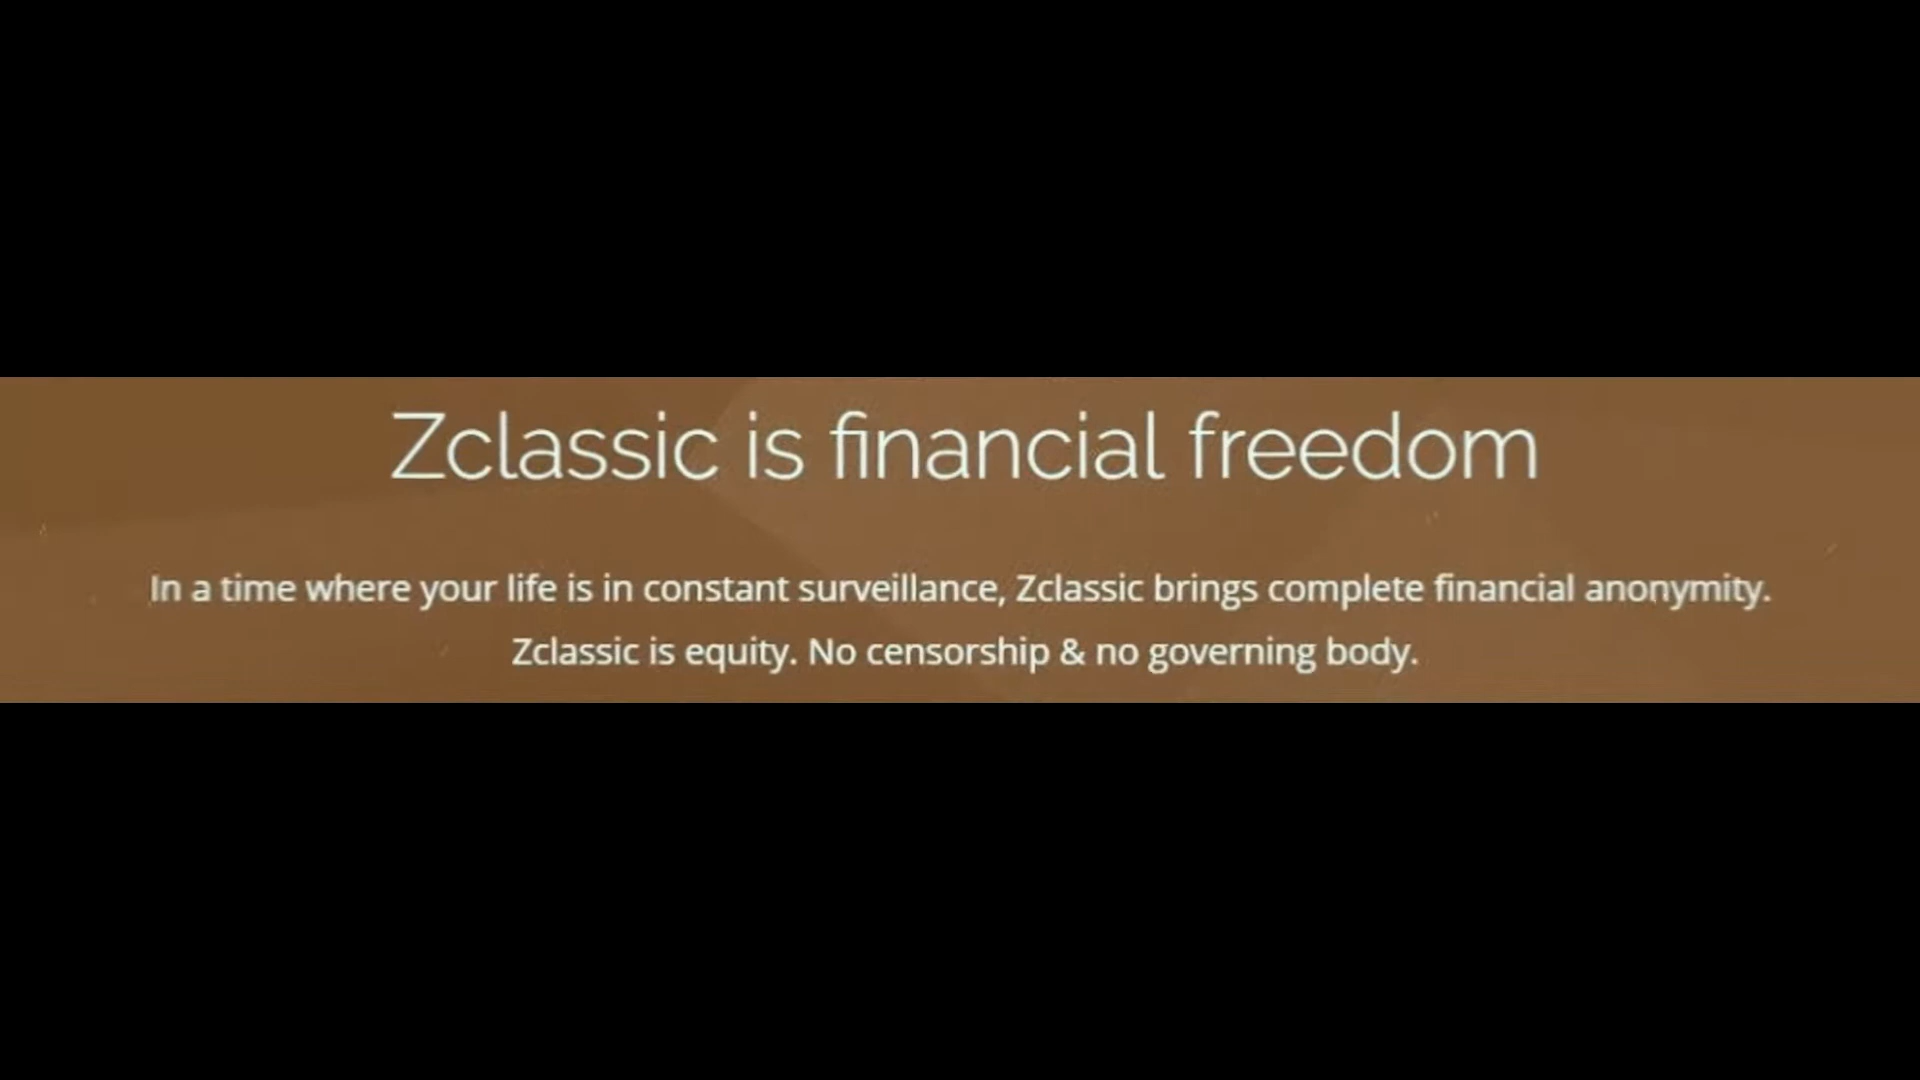 Zclassic is financial freedom
In a time where your life is in constant surveillance, Zclassic brings complete financial anonymity.
Zclassic is equity. No censorship & no governing body.